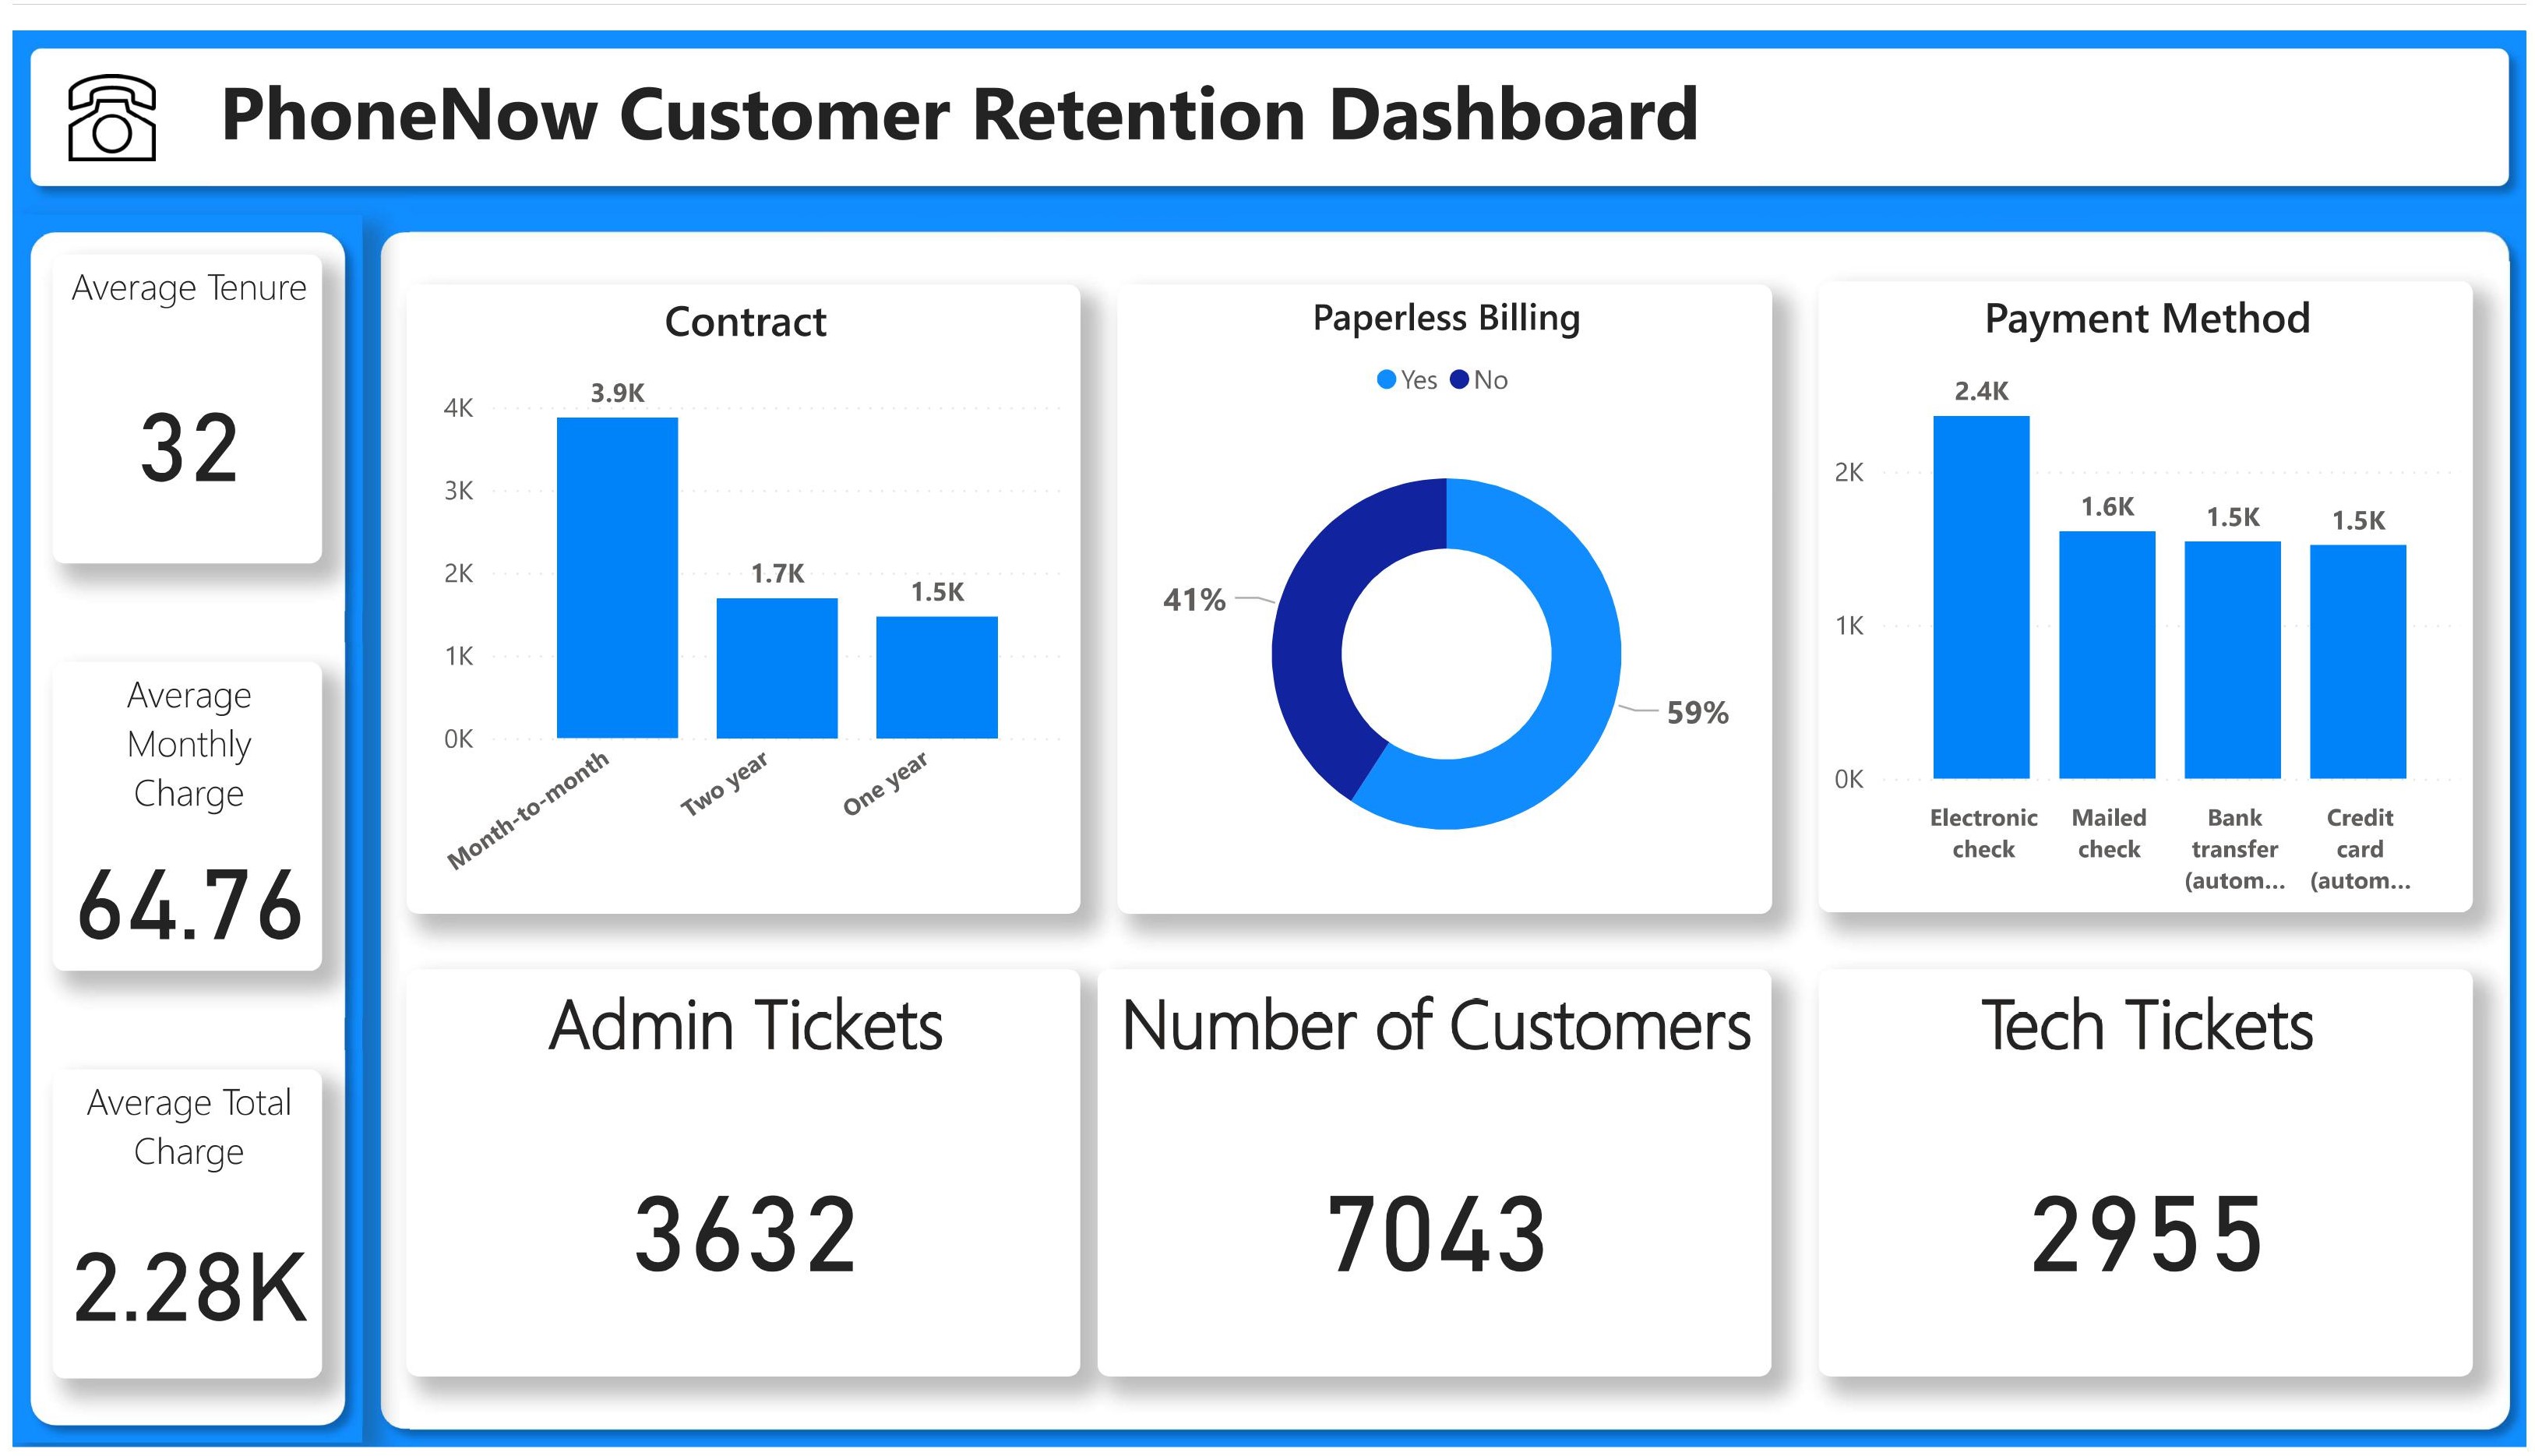 PhoneNow Customer Retention Dashboard
Average Tenure
32
Average
Monthly
Charge
64.76
Average Total
Charge
2.28K
Contract
4K
3K
2K
1K
0K
3.9K
1.7K
1.5K
Month-to-month
Two year
One year
Paperless Billing
Yes No
41%
59%
Payment Method
2K
1K
0K
2.4K
1.6K
1.5K
1.5K
Electronic
check
Mailed
check
Bank
transfer
(autom...
Credit
card
(autom...
Admin Tickets
3632
Number of Customers
7043
Tech Tickets
2955